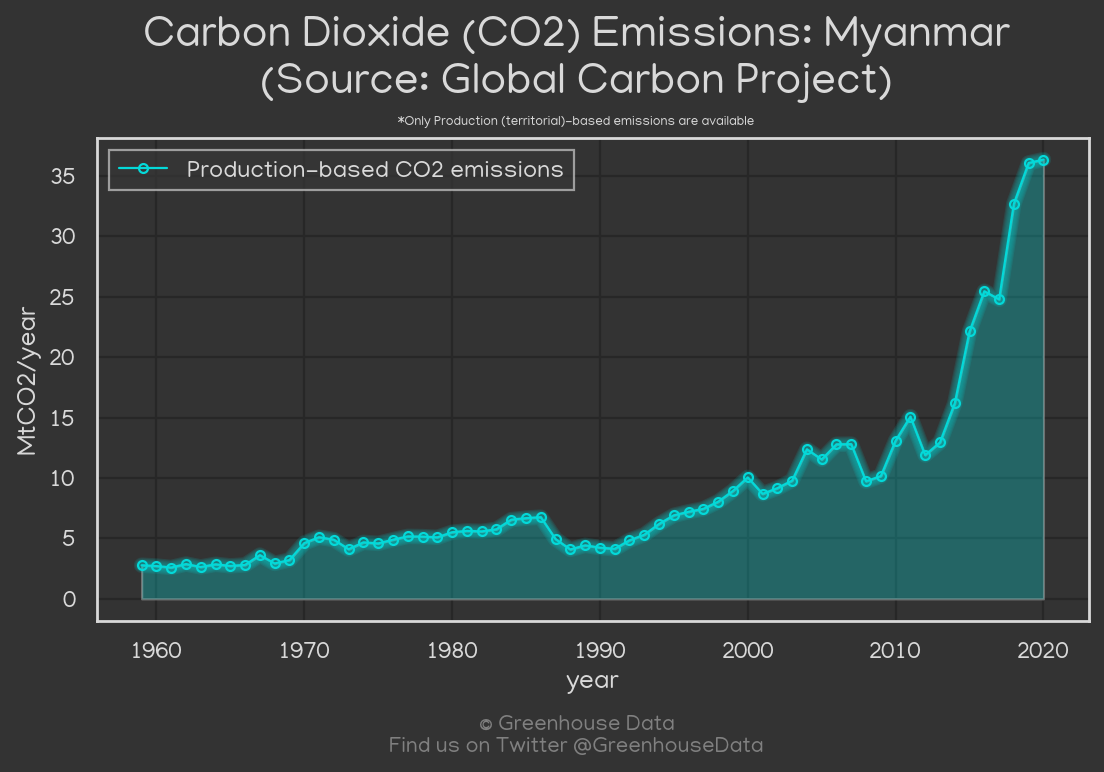 Carbon Dioxide (CO2) Emissions: Myanmar
(Source: Global Carbon Project)
*Only Production (territorial)-based emissions are available
Production-based CO2 emissions
35
30
25
20
15
10
5
0
MtCO2/year
1960 1970 1980 1990 2000 2010 2020
year
© Greenhouse Data
Find us on Twitter @GreenhouseData